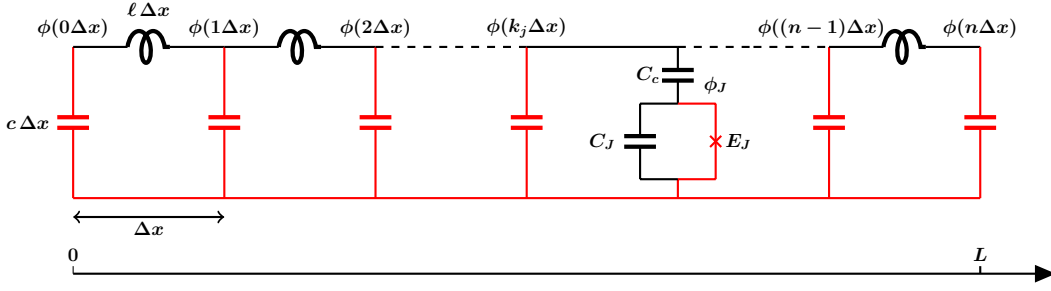 ℓ Δx
ϕ(0Δx) ϕ(1Δx) ϕ(2Δx) ϕ(k_jΔx) ϕ((n − 1)Δx) ϕ(nΔx)
C_c
ϕ_J
c Δx
C_J
E_J
Δx
0 L